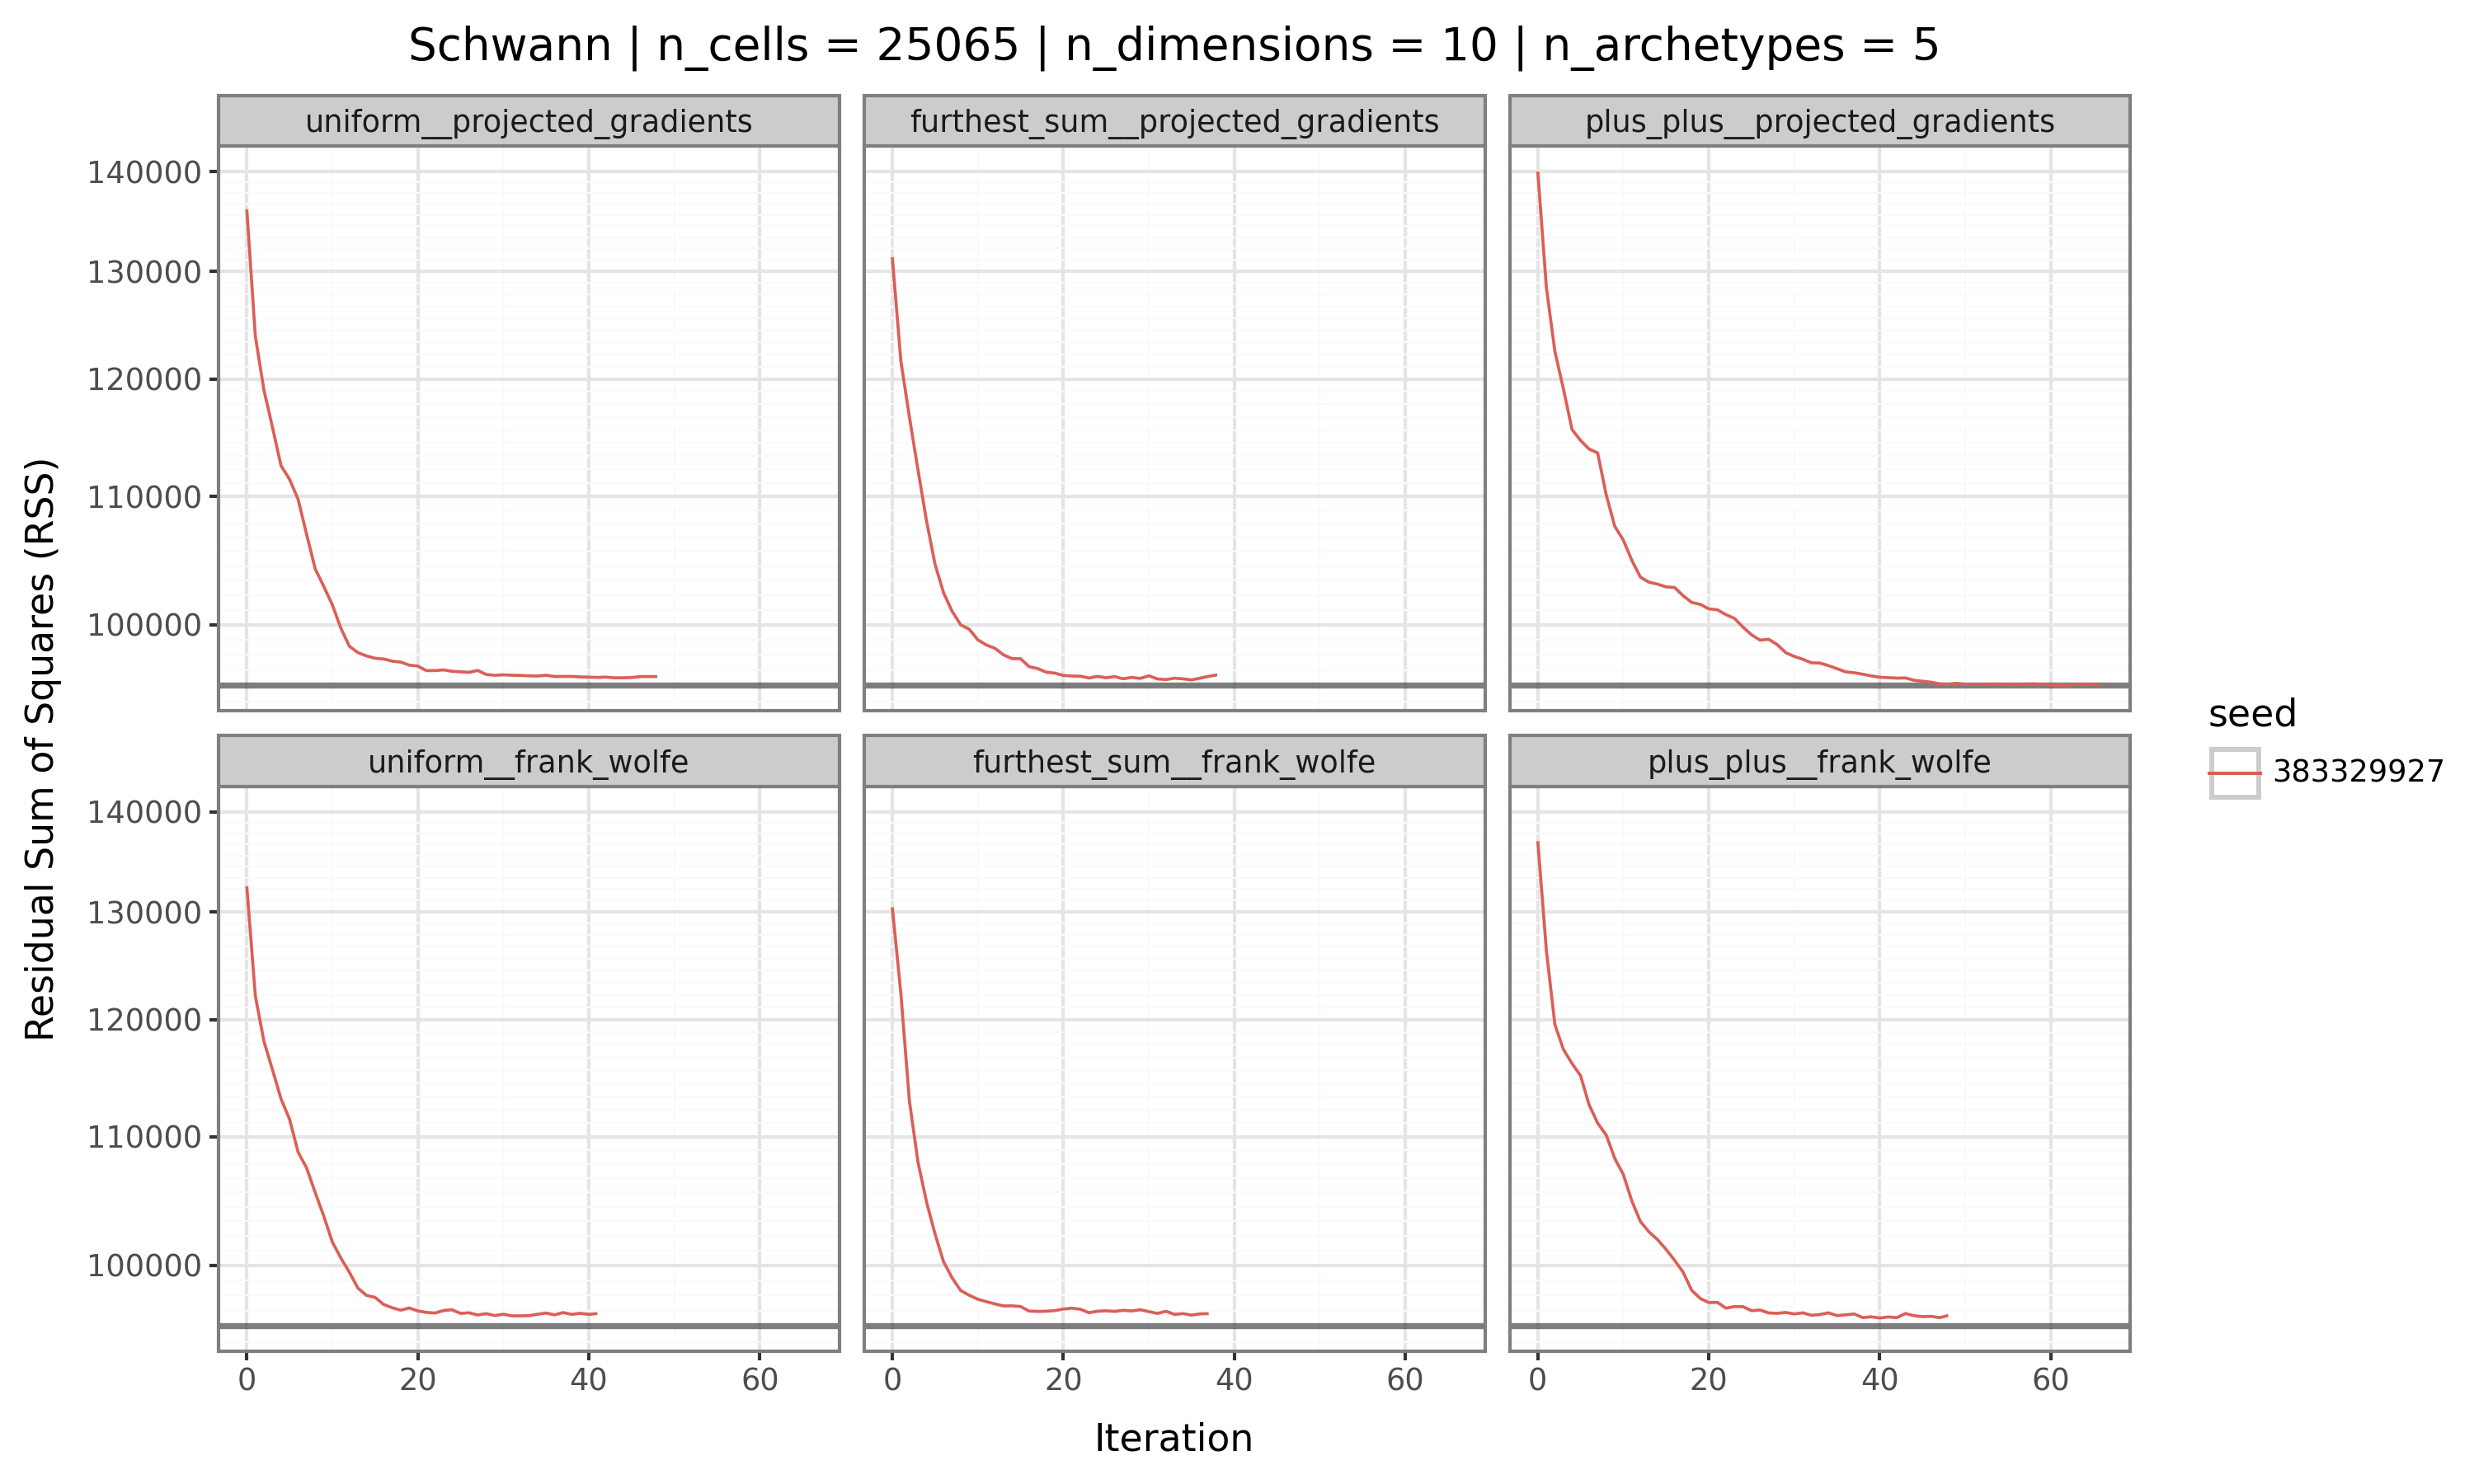 Schwann | n_cells = 25065 | n_dimensions = 10 | n_archetypes = 5
uniform__projected_gradients
furthest_sum__projected_gradients
plus_plus__projected_gradients
140000
130000
120000
110000
100000
uniform__frank_wolfe
furthest_sum__frank_wolfe
plus_plus__frank_wolfe
140000
130000
120000
110000
100000
0 20 40 60
0 20 40 60
0 20 40 60
Iteration
Residual Sum of Squares (RSS)
seed
383329927